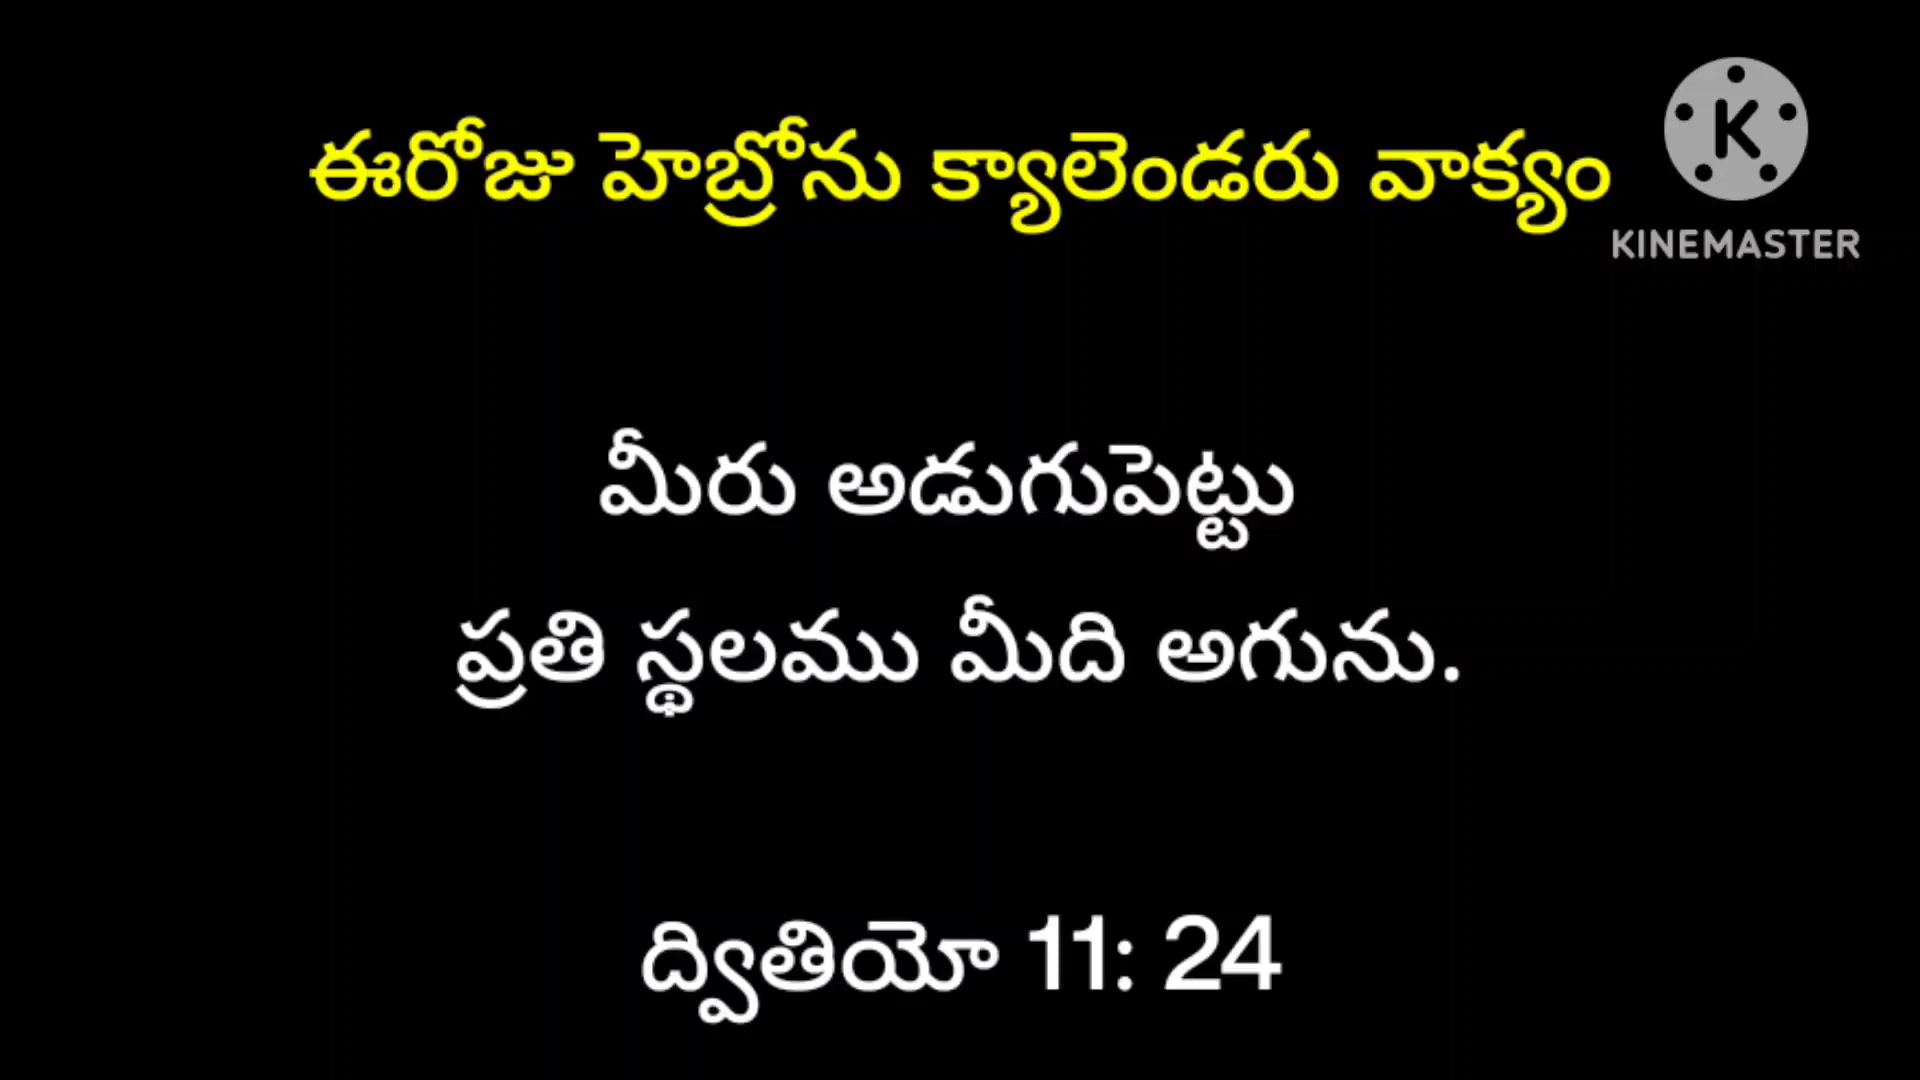 ఈరోజు హెబ్రోను క్యాలెండరు వాక్యం
K
KINEMASTER
మీరు అడుగుపెట్టు
ప్రతి స్థలము మీది అగును.
ద్వితియో 11: 24